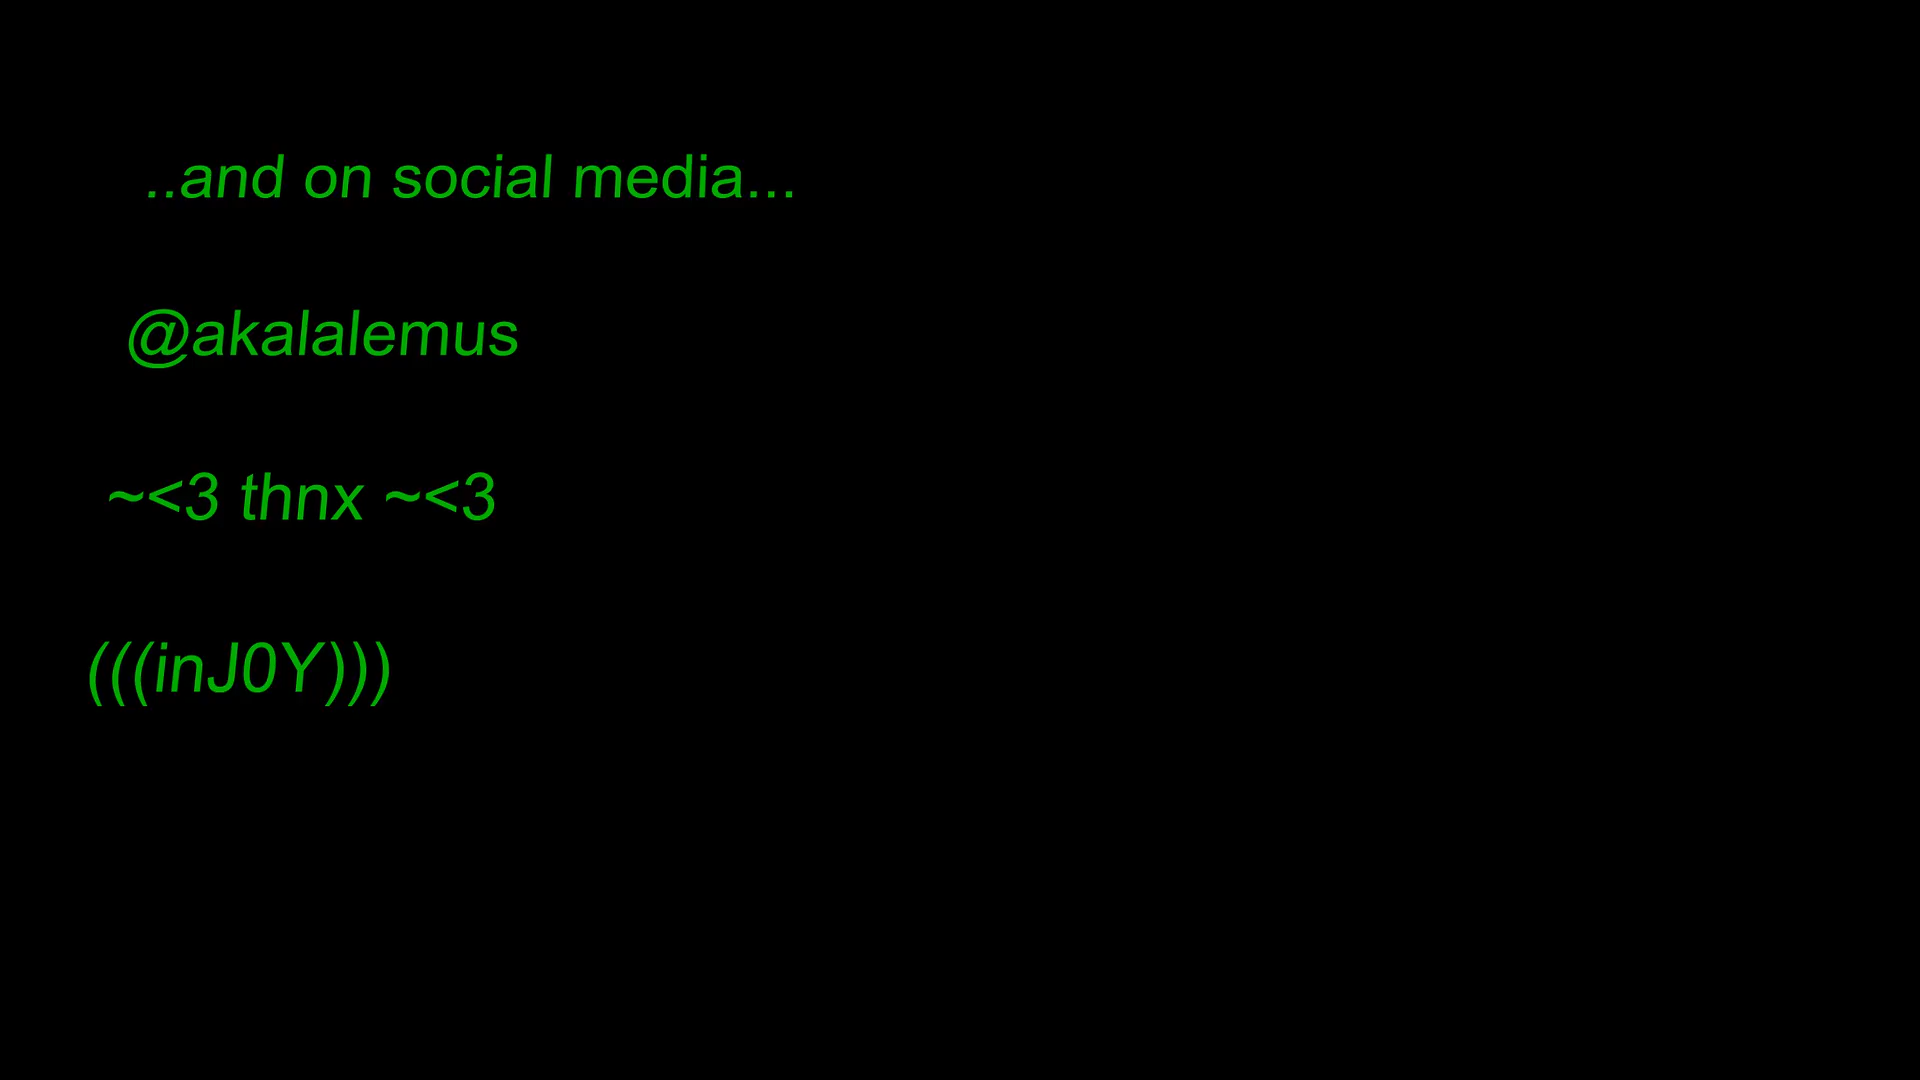 ..and on social media...
@akalalemus
~<3 thnx ~<3
(((inJ0Y)))